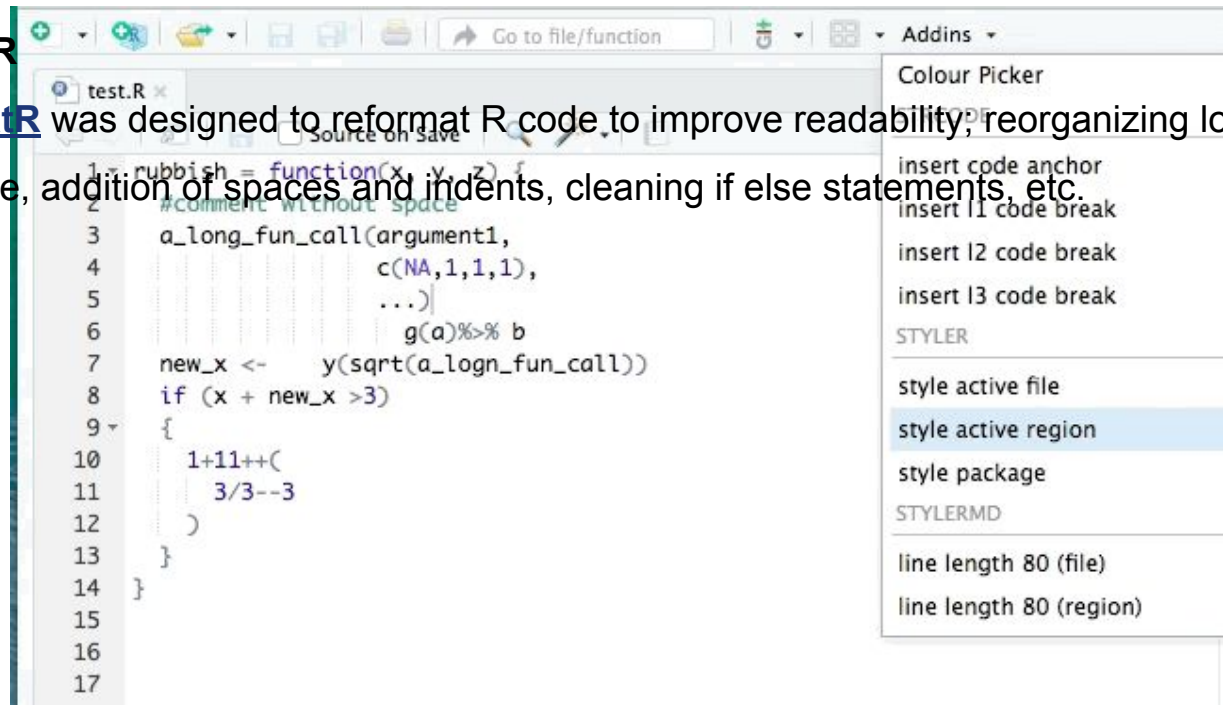 R
Go to file/function
Addins
test.R
Colour Picker
tR was designed to reformat R code to improve readability; reorganizing lo
Source on Save
e, addition of spaces and indents, cleaning if else statements, etc.
1 rubbish = function(x, y, z) {
2 #comment without space
3 a_long_fun_call(argument1,
4 c(NA,1,1,1),
5 ...)
6 g(a)%>% b
7 new_x <- y(sqrt(a_logn_fun_call))
8 if (x + new_x >3)
9 {
10 1+11++(
11 3/3--3
12 )
13 }
14 }
15
16
17
insert code anchor
insert l1 code break
insert l2 code break
insert l3 code break
STYLER
style active file
style active region
style package
STYLERMD
line length 80 (file)
line length 80 (region)